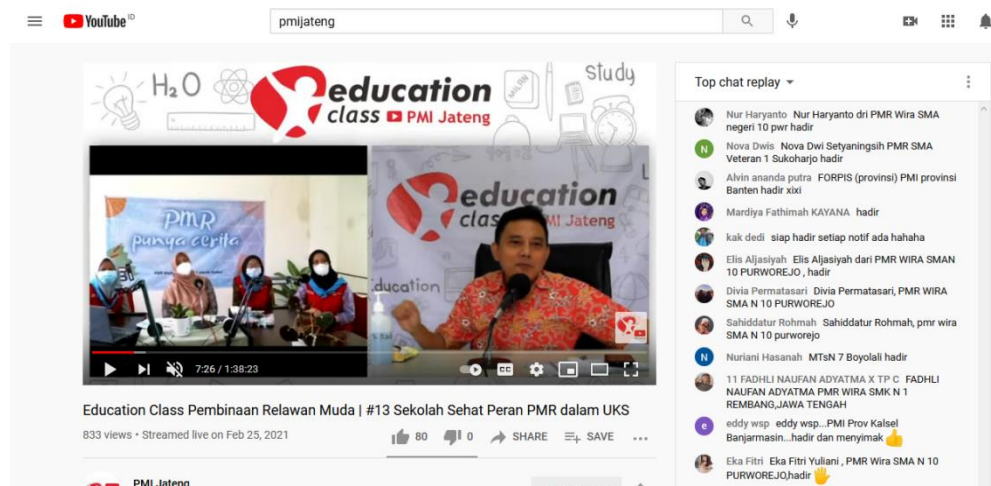 YouTube ID
pmijateng
H₂O
study
education
class PMI Jateng
PMR
punya cerita
education
clas MI Jateng
ducation
7:26 / 1:38:23
CC
Education Class Pembinaan Relawan Muda | #13 Sekolah Sehat Peran PMR dalam UKS
833 views • Streamed live on Feb 25, 2021
80
0
SHARE
SAVE
PMI Jateng
Top chat replay
Nur Haryanto Nur Haryanto dri PMR Wira SMA
negeri 10 pwr hadir
N
Nova Dwis Nova Dwi Setyaningsih PMR SMA
Veteran 1 Sukoharjo hadir
Alvin ananda putra FORPIS (provinsi) PMI provinsi
Banten hadir xixi
Mardiya Fathimah KAYANA hadir
kak dedi siap hadir setiap notif ada hahaha
Elis Aljasiyah Elis Aljasiyah dari PMR WIRA SMAN
10 PURWOREJO , hadir
Divia Permatasari Divia Permatasari, PMR WIRA
SMA N 10 PURWOREJO
Sahiddatur Rohmah Sahiddatur Rohmah, pmr wira
SMA N 10 purworejo
N
Nuriani Hasanah MTsN 7 Boyolali hadir
11 FADHLI NAUFAN ADYATMA X TP C FADHLI
NAUFAN ADYATMA PMR WIRA SMK N 1
REMBANG,JAWA TENGAH
e
eddy wsp eddy wsp...PMI Prov Kalsel
Banjarmasin...hadir dan menyimak👍
Eka Fitri Eka Fitri Yuliani , PMR Wira SMA N 10
PURWOREJO,hadir🖐